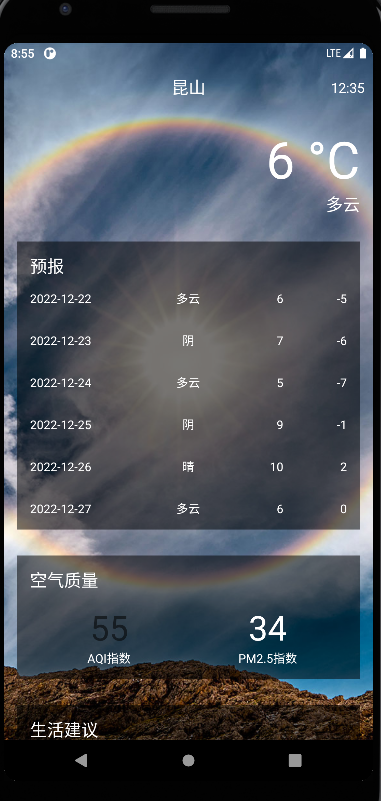 8:55 LTE
昆山 12:35
6 °C
多云
预报
2022-12-22 多云 6 -5
2022-12-23 阴 7 -6
2022-12-24 多云 5 -7
2022-12-25 阴 9 -1
2022-12-26 晴 10 2
2022-12-27 多云 6 0
空气质量
55 34
AQI指数 PM2.5指数
生活建议